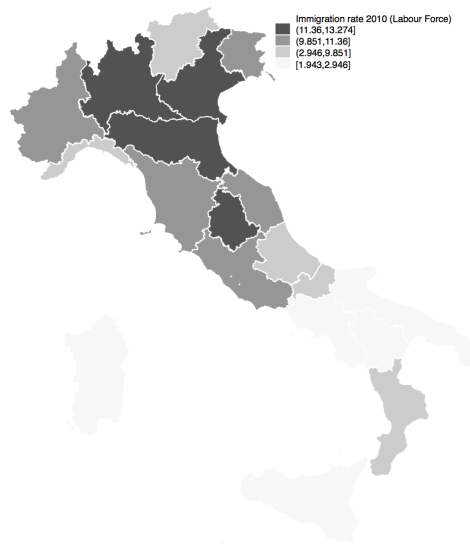 Immigration rate 2010 (Labour Force)
(11.36,13.274]
(9.851,11.36]
(2.946,9.851]
[1.943,2.946]